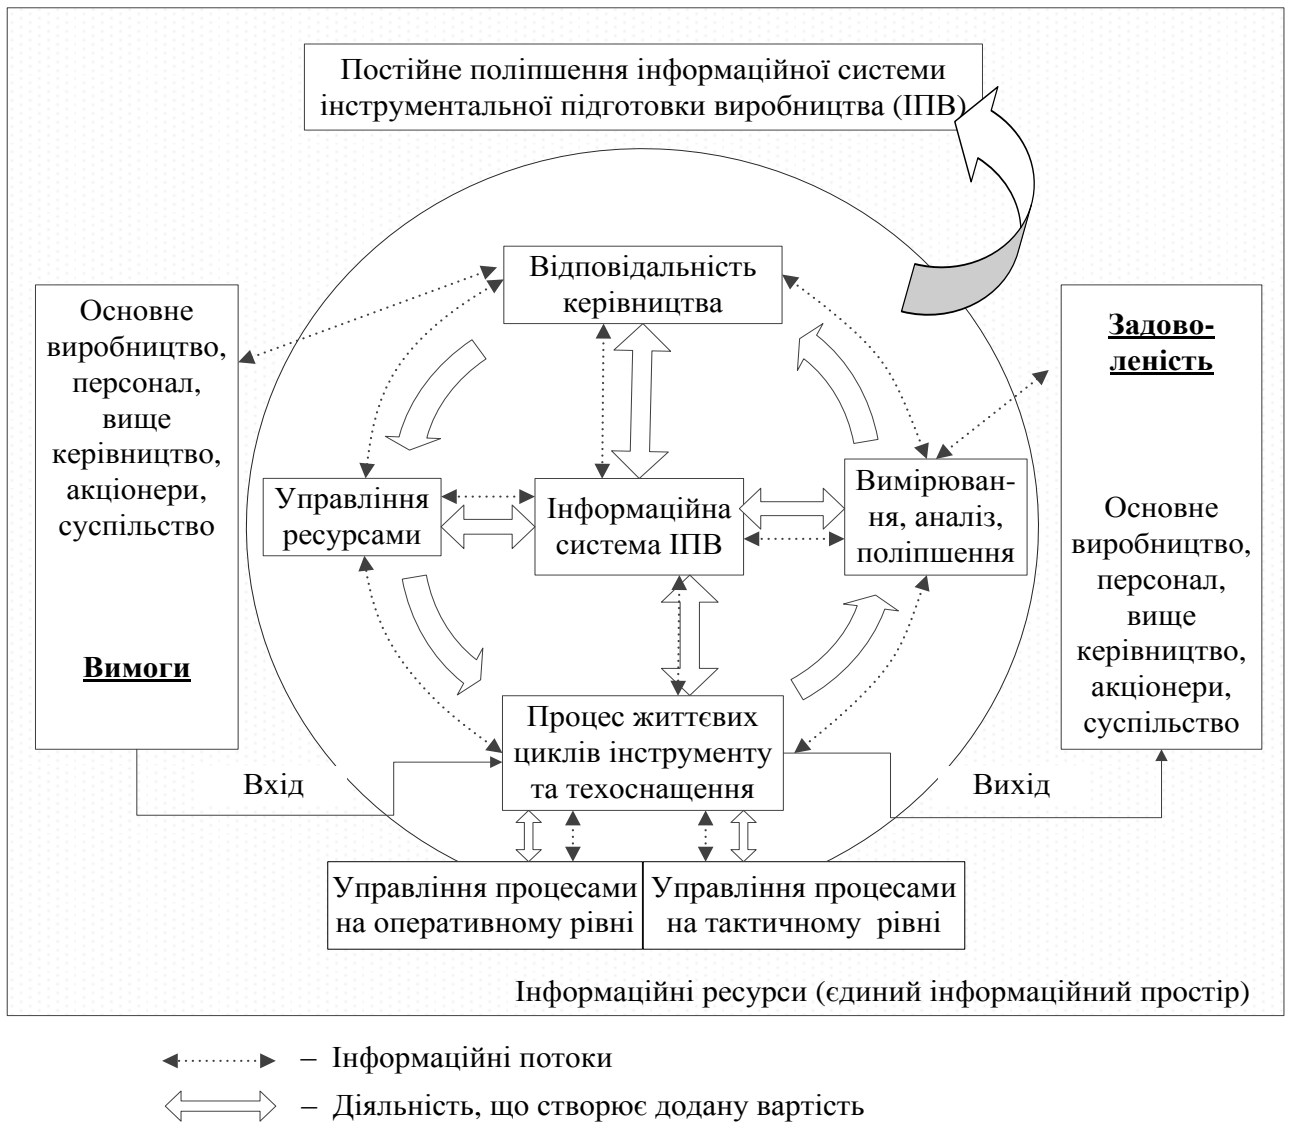 Постійне поліпшення інформаційної системи
інструментальної підготовки виробництва (ІПВ)
Відповідальність
керівництва
Основне
виробництво,
персонал,
вище
керівництво,
акціонери,
суспільство
Вимоги
Задово-
леність
Основне
виробництво,
персонал,
вище
керівництво,
акціонери,
суспільство
Управління
ресурсами
Інформаційна
система ІПВ
Вимірюван-
ня, аналіз,
поліпшення
Процес життєвих
циклів інструменту
та техоснащення
Вхід
Вихід
Управління процесами
на оперативному рівні
Управління процесами
на тактичному рівні
Інформаційні ресурси (єдиний інформаційний простір)
– Інформаційні потоки
– Діяльність, що створює додану вартість